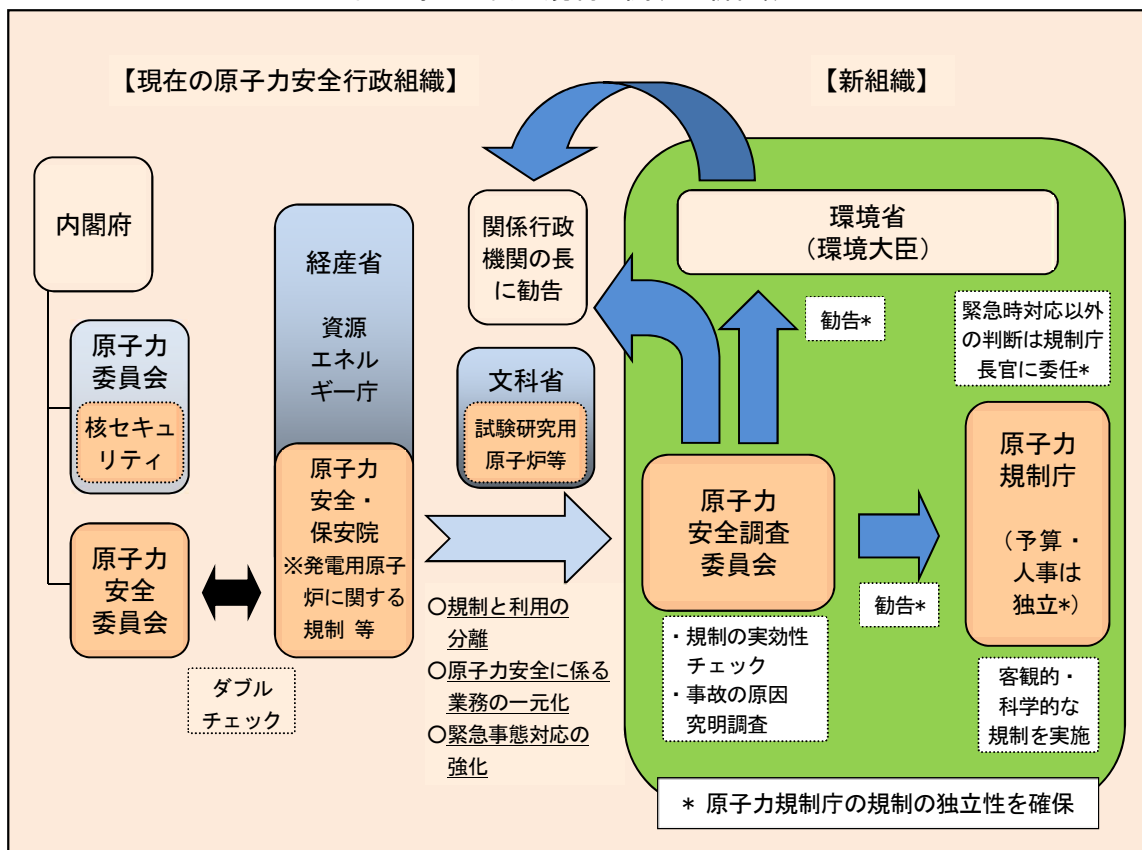 【現在の原子力安全行政組織】
【新組織】
内閣府
原子力
委員会
核セキュ
リティ
原子力
安全
委員会
ダブル
チェック
経産省
資源
エネル
ギー庁
原子力
安全・
保安院
※発電用原子
炉に関する
規制 等
関係行政
機関の長
に勧告
文科省
試験研究用
原子炉等
○規制と利用の
分離
○原子力安全に係る
業務の一元化
○緊急事態対応の
強化
環境省
（環境大臣）
勧告*
緊急時対応以外
の判断は規制庁
長官に委任*
原子力
安全調査
委員会
・規制の実効性
チェック
・事故の原因
究明調査
勧告*
原子力
規制庁
（予算・
人事は
独立*）
客観的・
科学的な
規制を実施
* 原子力規制庁の規制の独立性を確保